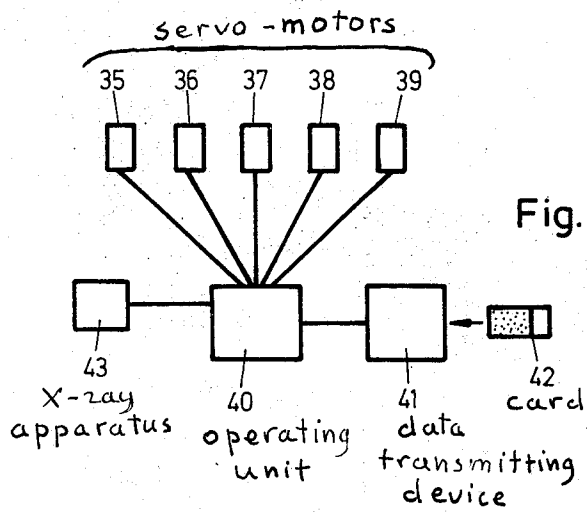 servo-motors
35 36 37 38 39
Fig.
43 40 41 42
X-ray apparatus
operating unit
data transmitting device
card